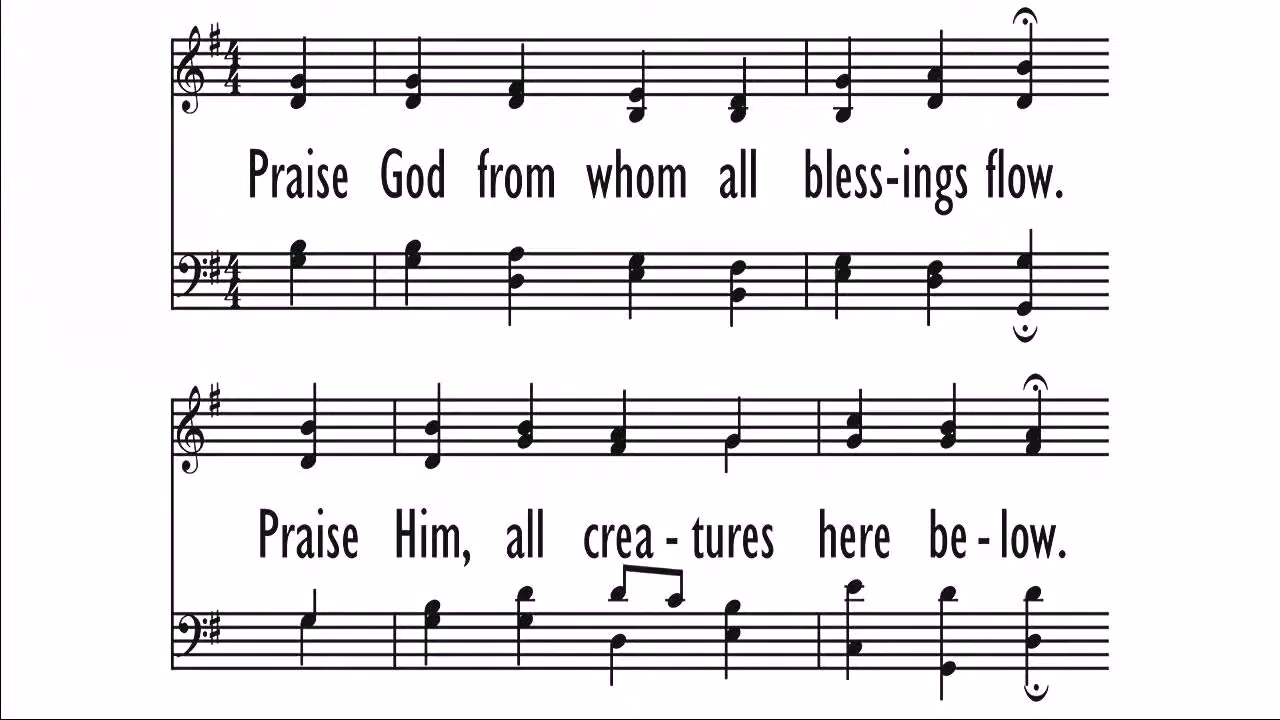 Praise God from whom all bless-ings flow.
Praise Him, all crea - tures here be - low.